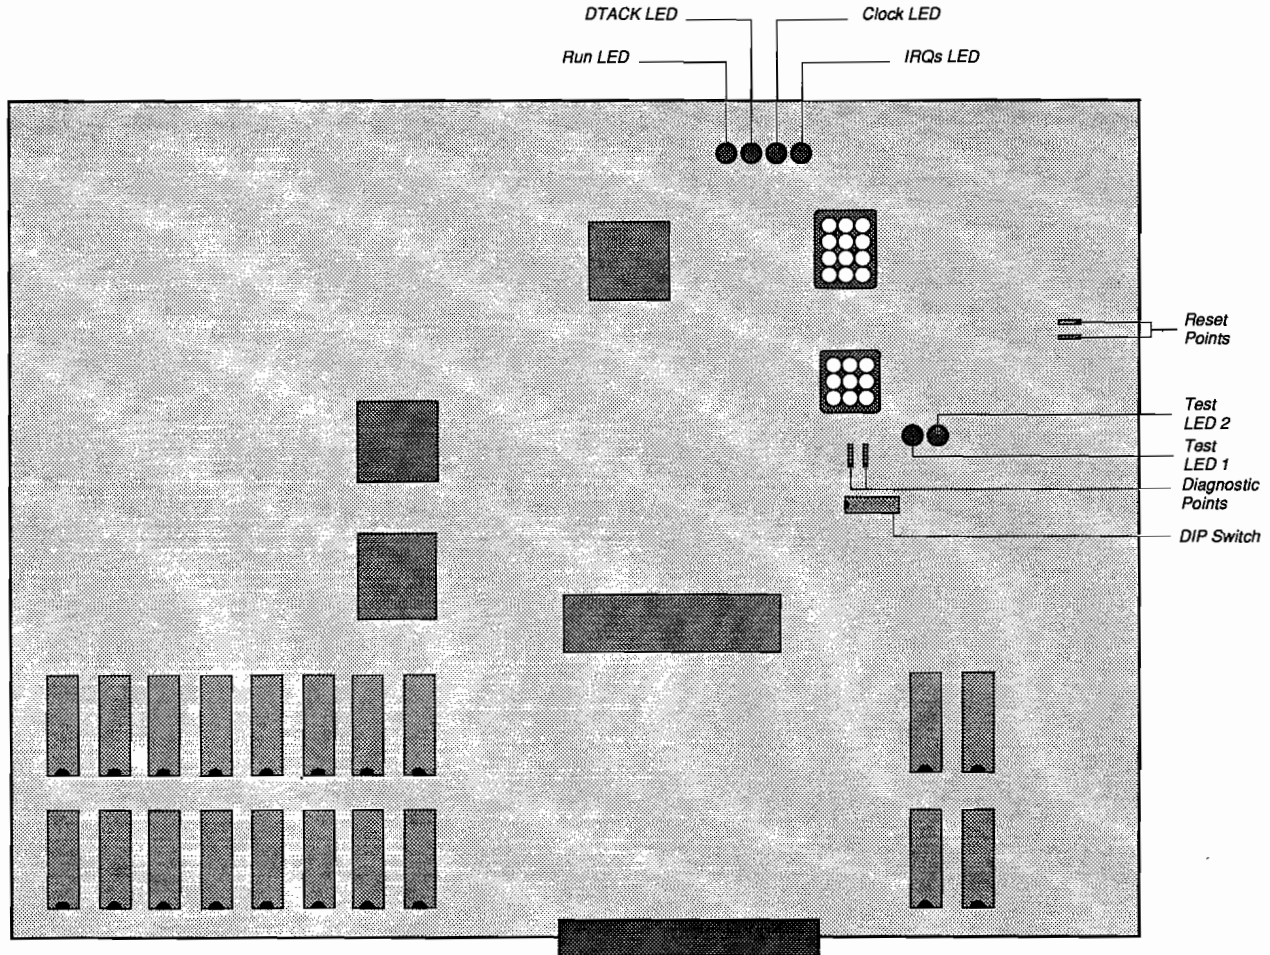 DTACK LED
Clock LED
Run LED
IRQs LED
Reset
Points
Test
LED 2
Test
LED 1
Diagnostic
Points
DIP Switch